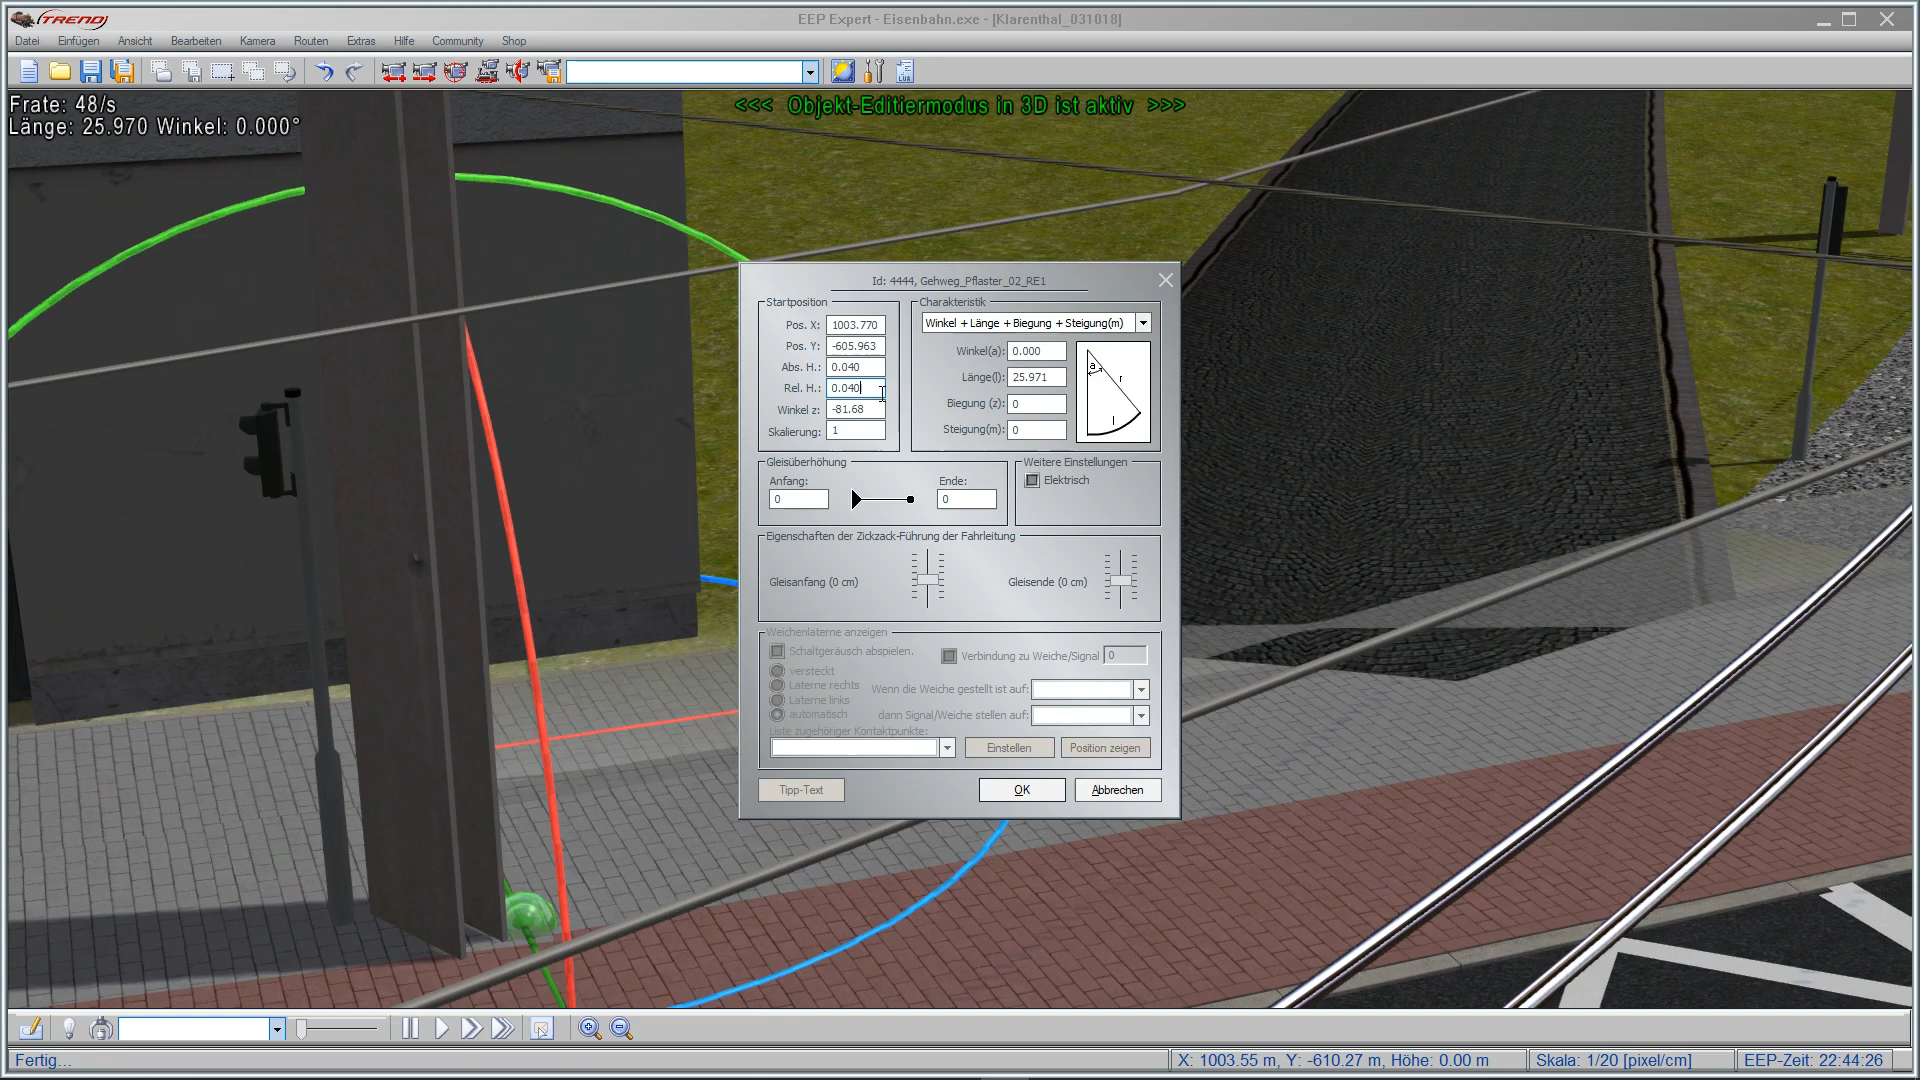 TREND
EEP Expert - Eisenbahn.exe - [Klarenthal_031018]
Datei Einfügen Ansicht Bearbeiten Kamera Routen Extras Hilfe Community Shop
LUA
Frate: 48/s
<<< Objekt-Editiermodus in 3D ist aktiv >>>
Länge: 25.970 Winkel: 0.000°
Id: 4444, Gehweg_Pflaster_02_RE1
Startposition
Pos. X: 1003.770
Pos. Y: -605.963
Abs. H.: 0.040
Rel. H.: 0.040
Winkel z: -81.68
Skalierung: 1
Charakteristik
Winkel + Länge + Biegung + Steigung(m)
Winkel(a): 0.000
Länge(l): 25.971
Biegung (z): 0
Steigung(m): 0
a
r
l
Gleisüberhöhung
Anfang:
0
Ende:
0
Weitere Einstellungen
Elektrisch
Eigenschaften der Zickzack-Führung der Fahrleitung
Gleisanfang (0 cm)
Gleisende (0 cm)
Weichenlaterne anzeigen
Schaltgeräusch abspielen.
versteckt
Laterne rechts
Laterne links
automatisch
Verbindung zu Weiche/Signal 0
Wenn die Weiche gestellt ist auf:
dann Signal/Weiche stellen auf:
Liste zugehöriger Kontaktpunkte:
Einstellen
Position zeigen
Tipp-Text
OK
Abbrechen
Fertig...
X: 1003.55 m, Y: -610.27 m, Höhe: 0.00 m
Skala: 1/20 [pixel/cm]
EEP-Zeit: 22:44:26